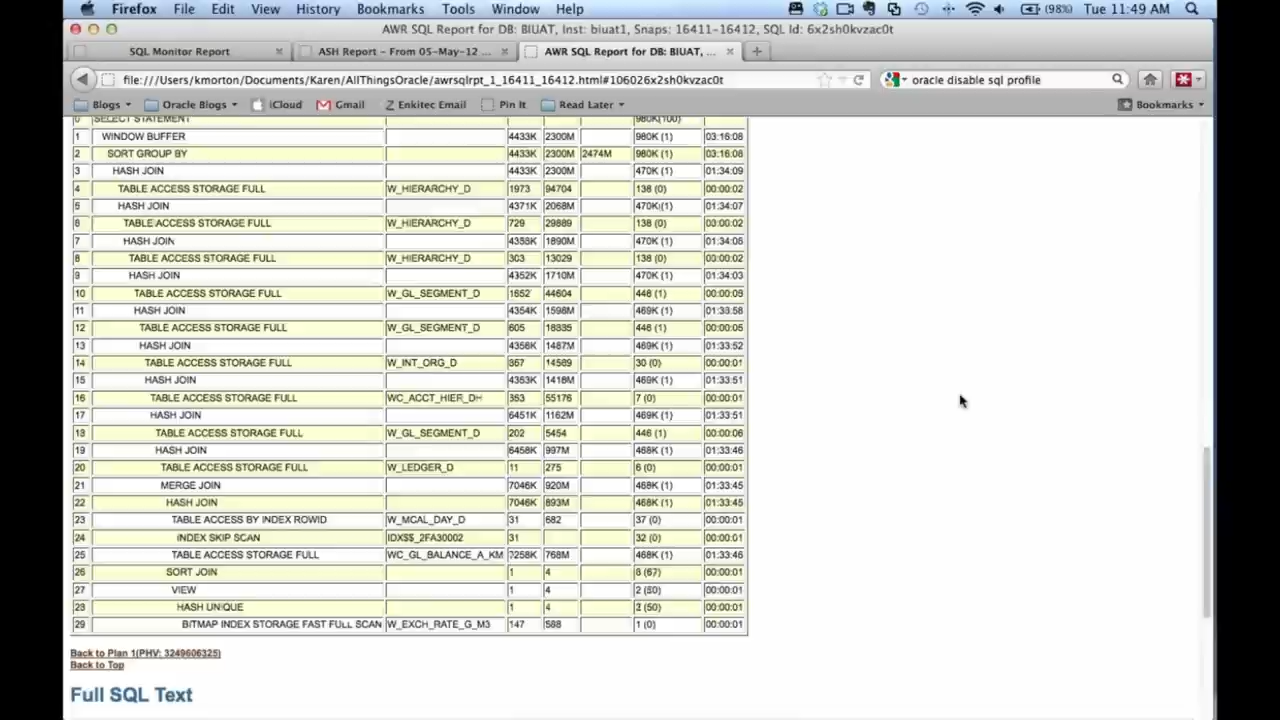 Firefox File Edit View History Bookmarks Tools Window Help (98%) Tue 11:49 AM
AWR SQL Report for DB: BIUAT, Inst: biuat1, Snaps: 16411-16412, SQL Id: 6x2sh0kvzac0t
SQL Monitor Report × ASH Report – From 05-May-12 ... × AWR SQL Report for DB: BIUAT, ... × +
file:///Users/kmorton/Documents/Karen/AllThingsOracle/awrsqlrpt_1_16411_16412.html#106026x2sh0kvzac0t oracle disable sql profile
Blogs Oracle Blogs iCloud Gmail Enkitec Email Pin It Read Later Bookmarks
0 SELECT STATEMENT 980K(100)
1 WINDOW BUFFER 4433K 2300M 980K (1) 03:16:08
2 SORT GROUP BY 4433K 2300M 2474M 980K (1) 03:16:08
3 HASH JOIN 4433K 2300M 470K (1) 01:34:09
4 TABLE ACCESS STORAGE FULL W_HIERARCHY_D 1973 94704 138 (0) 00:00:02
5 HASH JOIN 4371K 2068M 470K (1) 01:34:07
6 TABLE ACCESS STORAGE FULL W_HIERARCHY_D 729 29889 138 (0) 00:00:02
7 HASH JOIN 4358K 1890M 470K (1) 01:34:05
8 TABLE ACCESS STORAGE FULL W_HIERARCHY_D 303 13029 138 (0) 00:00:02
9 HASH JOIN 4352K 1710M 470K (1) 01:34:03
10 TABLE ACCESS STORAGE FULL W_GL_SEGMENT_D 1652 44604 448 (1)
11 HASH JOIN 4354K 1598M 469K (1) 01:33:58
12 TABLE ACCESS STORAGE FULL W_GL_SEGMENT_D 605 446 (1)
13 HASH JOIN 4356K 1487M 469K (1) 01:33:52
14 TABLE ACCESS STORAGE FULL W_INT_ORG_D 14589 30 (0) 00:00:01
15 HASH JOIN 4353K 1418M 469K (1) 01:33:51
16 TABLE ACCESS STORAGE FULL WC_ACCT_HIER_DH 353 55176 7 (0) 00:00:01
17 HASH JOIN 6451K 1162M 469K (1) 01:33:51
18 TABLE ACCESS STORAGE FULL W_GL_SEGMENT_D 202 5454 446 (1) 00:00:06
19 HASH JOIN 6458K 997M 468K (1) 01:33:46
20 TABLE ACCESS STORAGE FULL W_LEDGER_D 11 275 6 (0) 00:00:01
21 MERGE JOIN 7046K 920M 468K (1) 01:33:45
22 HASH JOIN 7046K 893M 468K (1) 01:33:45
23 TABLE ACCESS BY INDEX ROWID W_MCAL_DAY_D 31 682 37 (0) 00:00:01
24 INDEX SKIP SCAN IDX$$_2FA30002 31 32 (0) 00:00:01
25 TABLE ACCESS STORAGE FULL WC_GL_BALANCE_A_KM 7258K 768M 468K (1)
26 SORT JOIN 1 4 00:00:01
27 VIEW 1 4 2 (50) 00:00:01
28 HASH UNIQUE 1 4 00:00:01
29 BITMAP INDEX STORAGE FAST FULL SCAN W_EXCH_RATE_G_M3 147 588 1 (0) 00:00:01
Back to Plan 1(PHV: 3249606325)
Back to Top
Full SQL Text